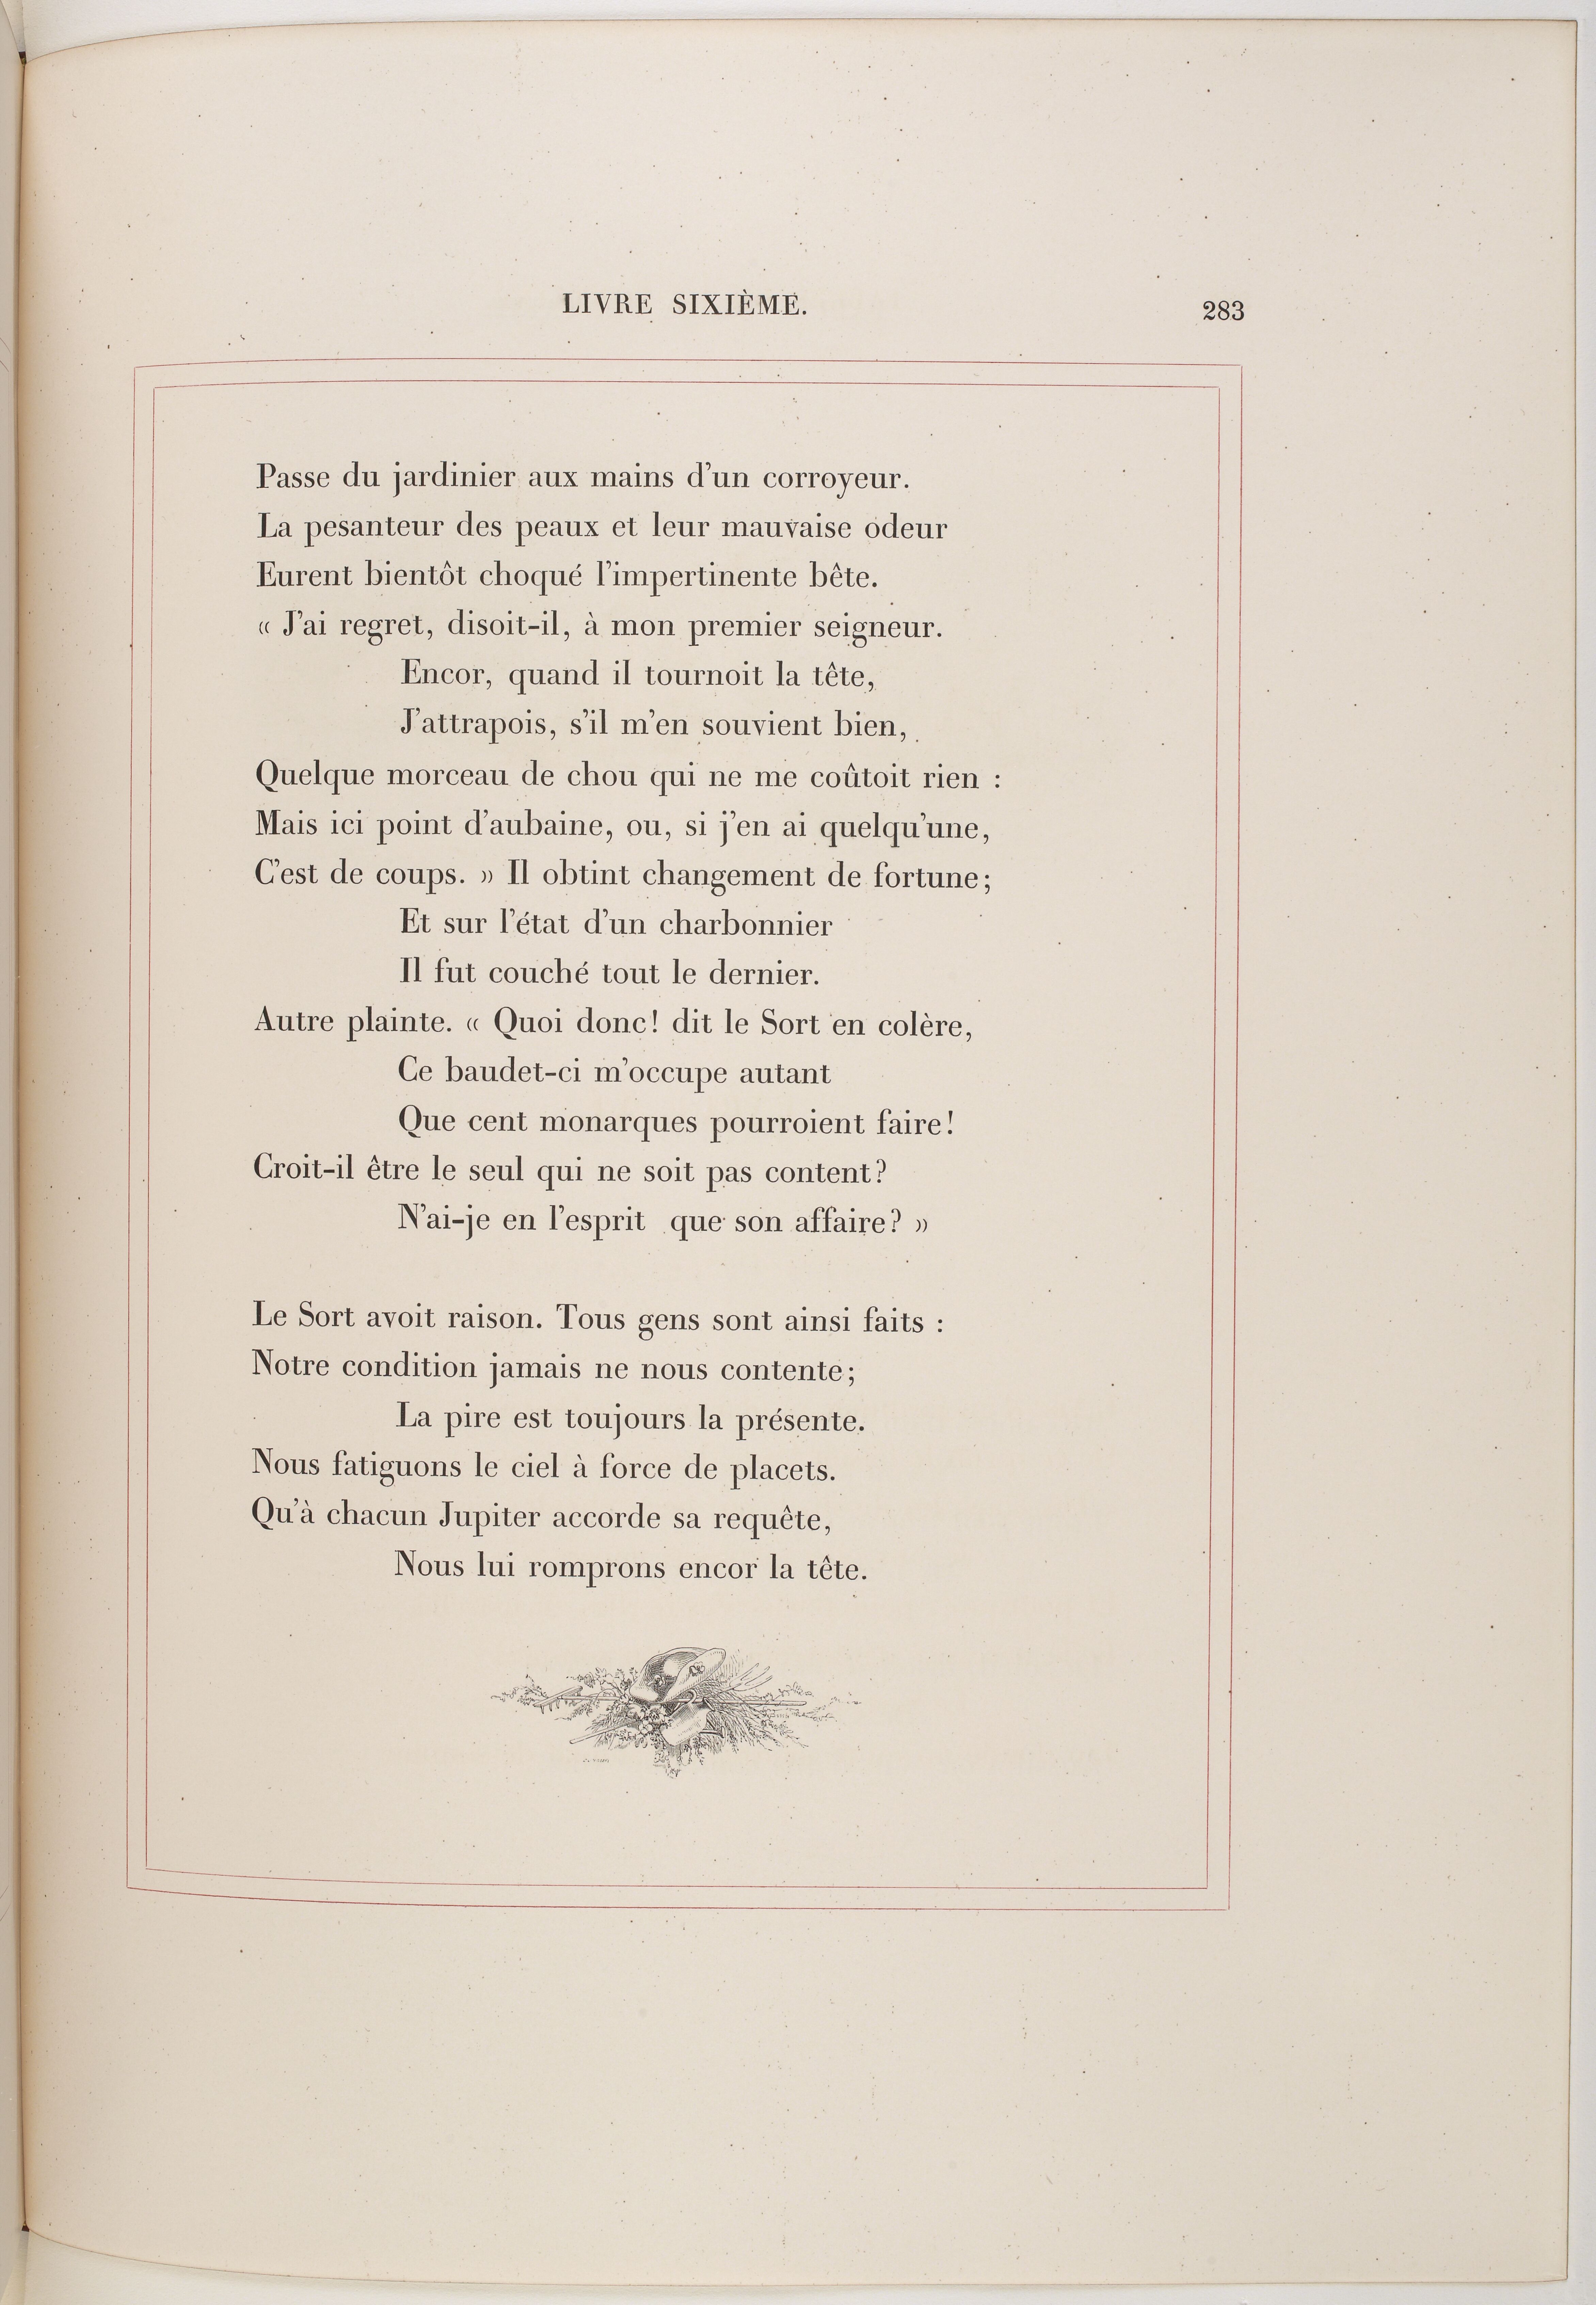 LIVRE SIXIÈME.
283
Passe du jardinier aux mains d'un corroyeur.
La pesanteur des peaux et leur mauvaise odeur
Eurent bientôt choqué l'impertinente bête.
« J'ai regret, disoit-il, à mon premier seigneur.
Encor, quand il tournoit la tête,
J'attrapois, s'il m'en souvient bien,
Quelque morceau de chou qui ne me coûtoit rien :
Mais ici point d'aubaine, ou, si j'en ai quelqu'une,
C'est de coups. » Il obtint changement de fortune;
Et sur l'état d'un charbonnier
Il fut couché tout le dernier.
Autre plainte. « Quoi donc! dit le Sort en colère,
Ce baudet-ci m'occupe autant
Que cent monarques pourroient faire!
Croit-il être le seul qui ne soit pas content?
N'ai-je en l'esprit que son affaire? »
Le Sort avoit raison. Tous gens sont ainsi faits :
Notre condition jamais ne nous contente;
La pire est toujours la présente.
Nous fatiguons le ciel à force de placets.
Qu'à chacun Jupiter accorde sa requête,
Nous lui romprons encor la tête.